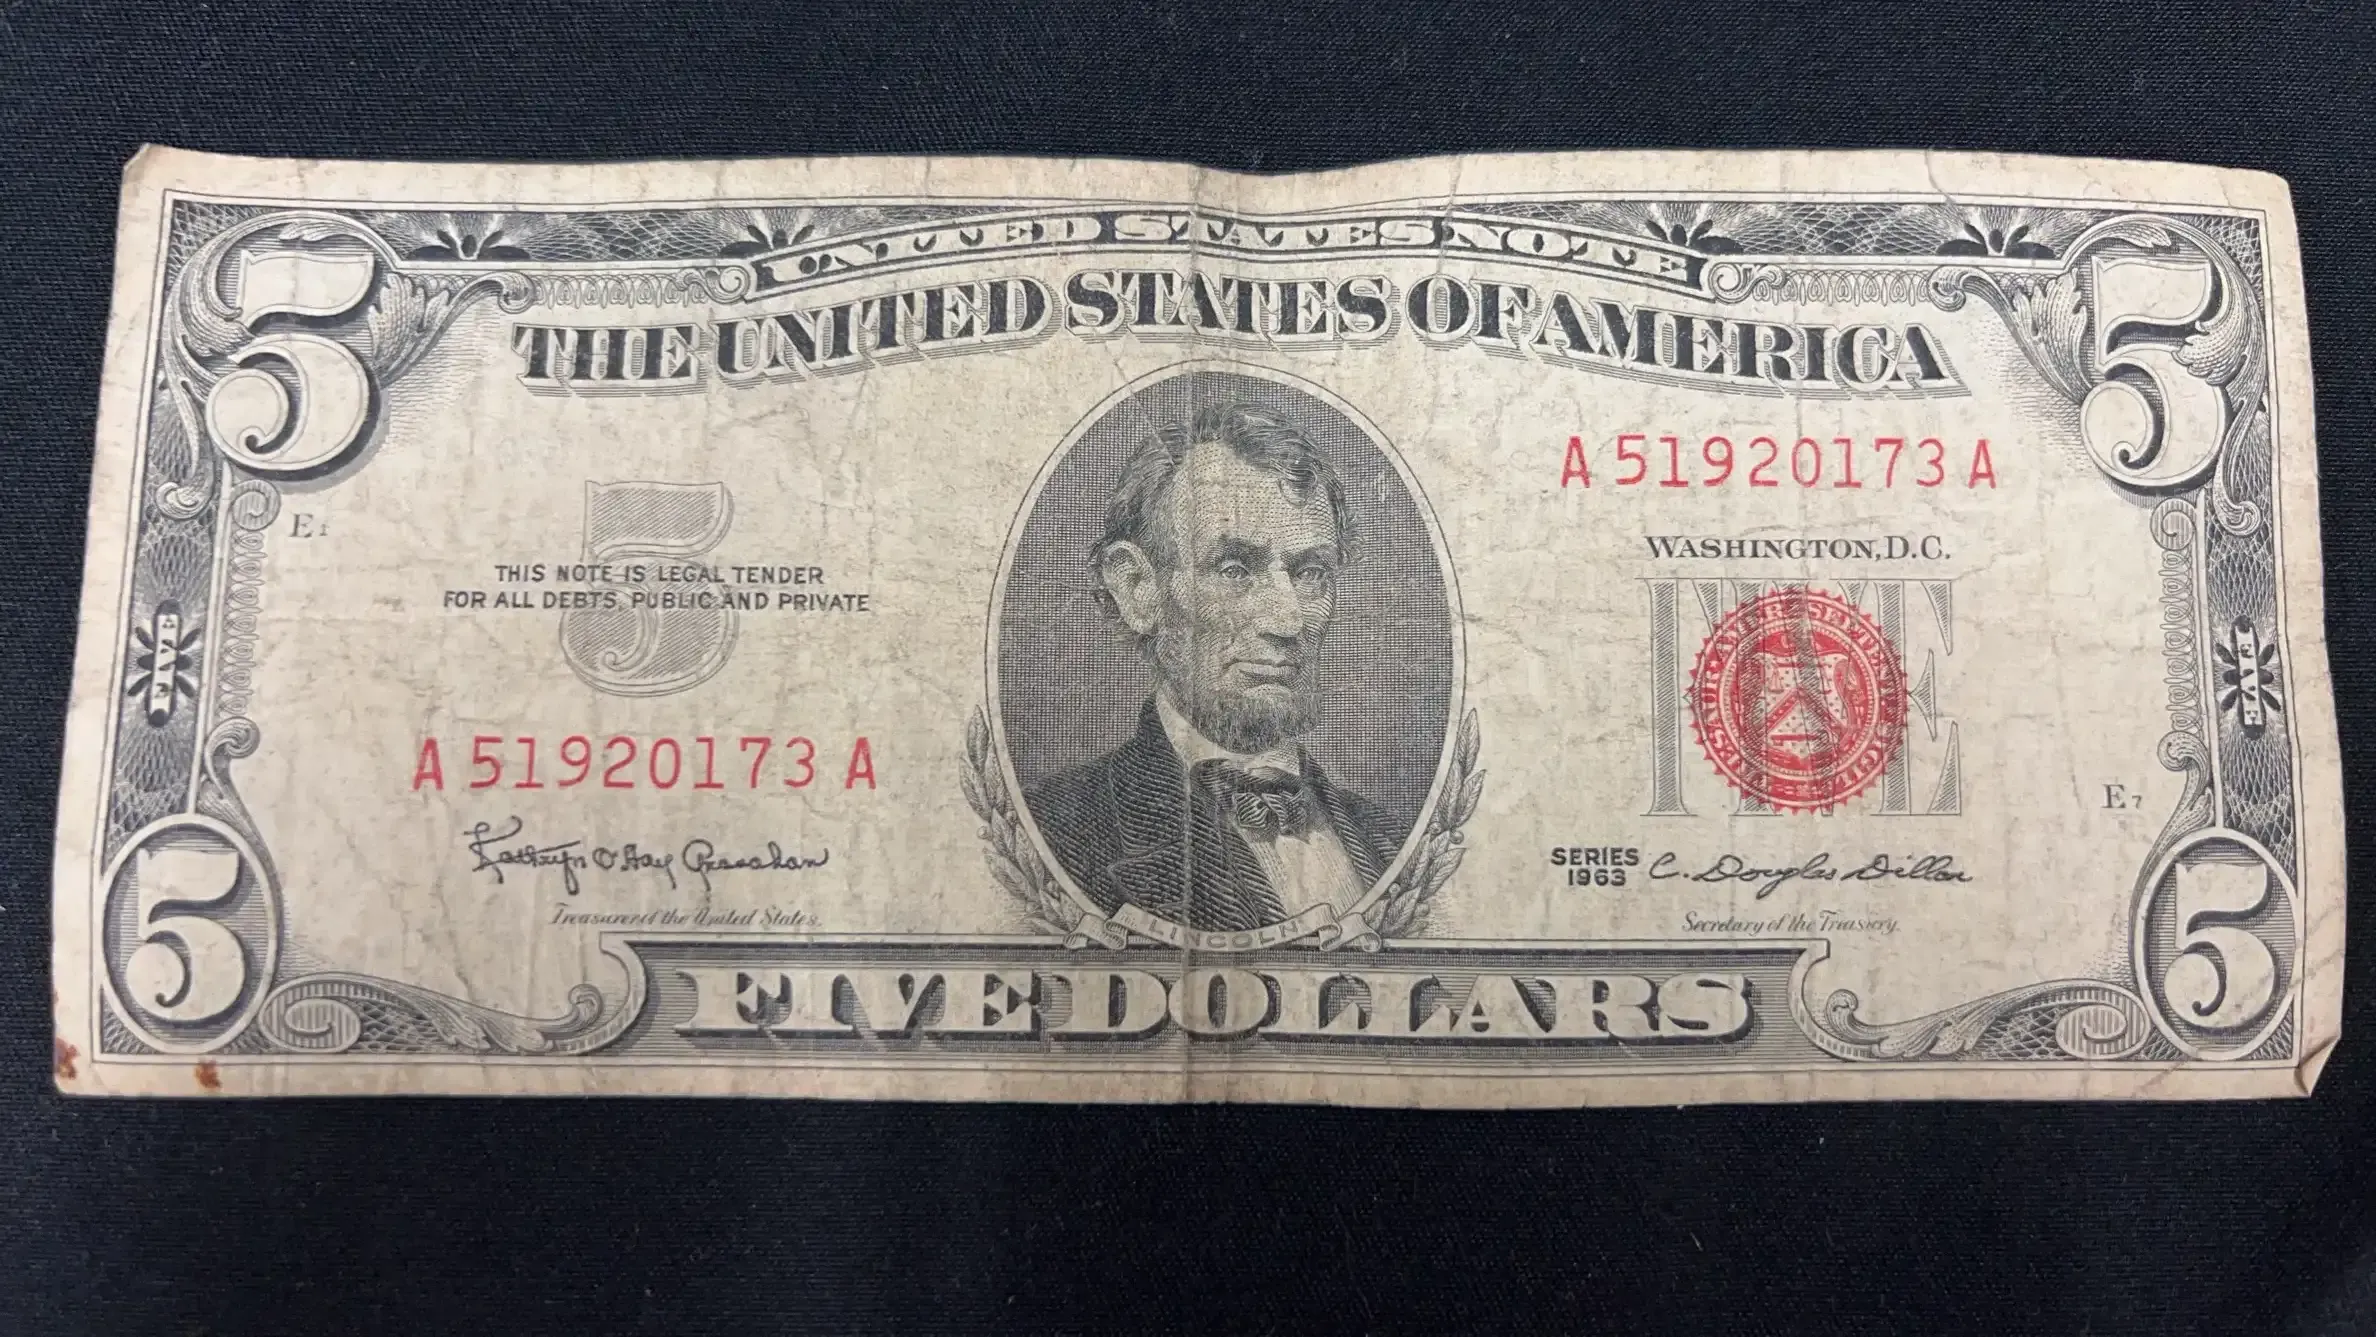 UNITED STATES NOTE
THE UNITED STATES OF AMERICA
5
5
A 51920173 A
E1
5
WASHINGTON, D.C.
THIS NOTE IS LEGAL TENDER
FOR ALL DEBTS, PUBLIC AND PRIVATE
FIVE
FIVE
FIVE
A 51920173 A
E7
Kathryn O'Hay Granahan
Treasurer of the United States.
SERIES
1963
C. Douglas Dillon
Secretary of the Treasury.
LINCOLN
5
FIVE DOLLARS
5